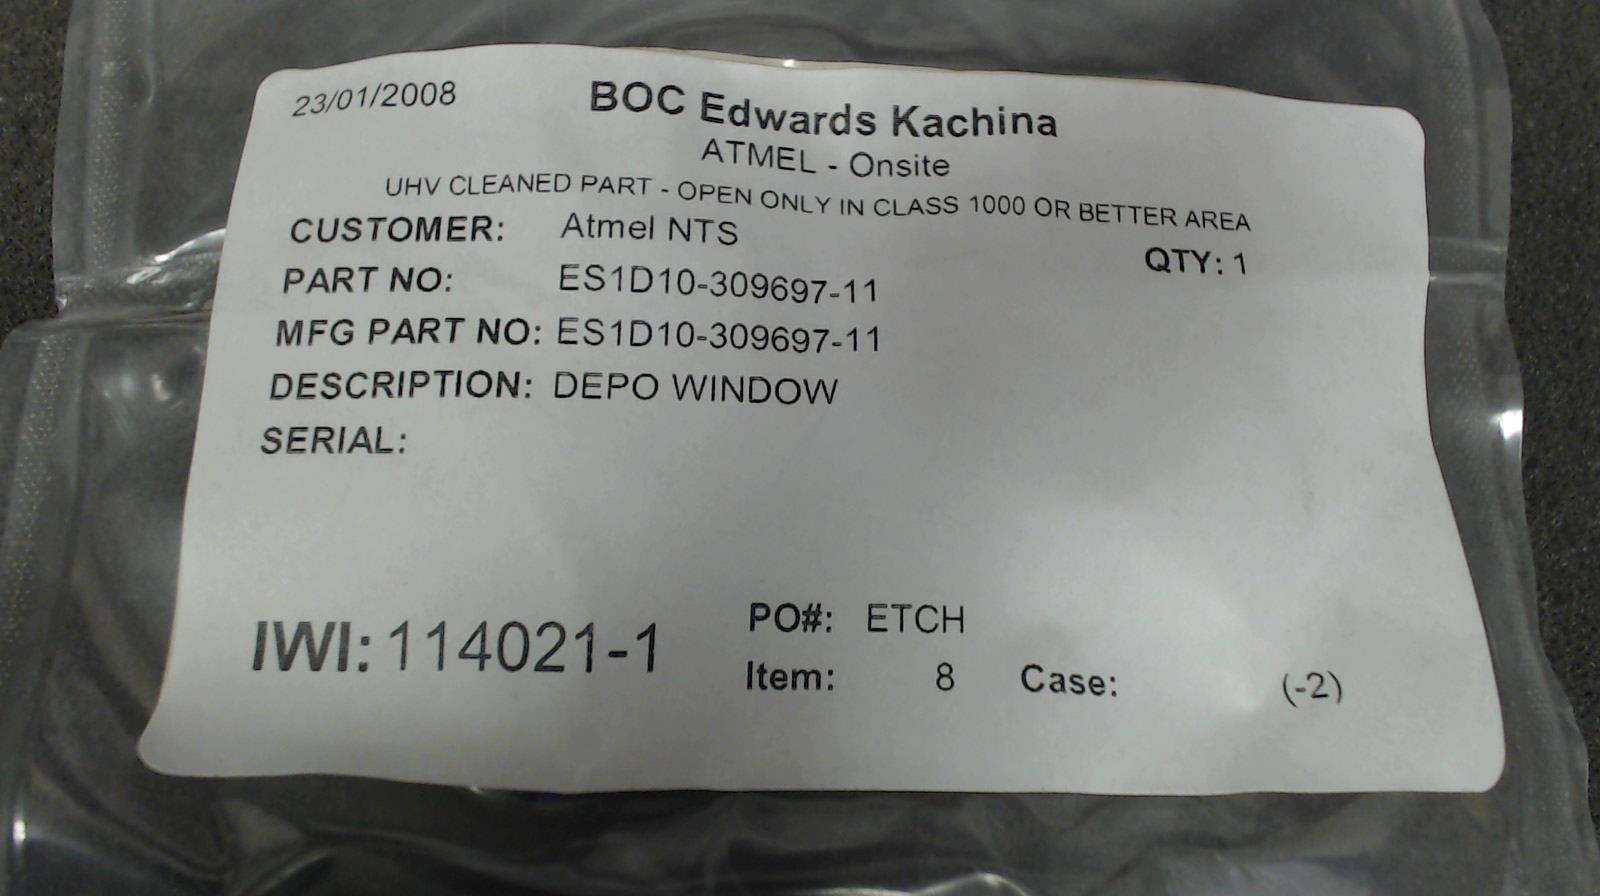 23/01/2008
BOC Edwards Kachina
ATMEL - Onsite
UHV CLEANED PART - OPEN ONLY IN CLASS 1000 OR BETTER AREA
CUSTOMER: Atmel NTS
QTY: 1
PART NO: ES1D10-309697-11
MFG PART NO: ES1D10-309697-11
DESCRIPTION: DEPO WINDOW
SERIAL:
IWI: 114021-1
PO#: ETCH
Item: 8 Case: (-2)